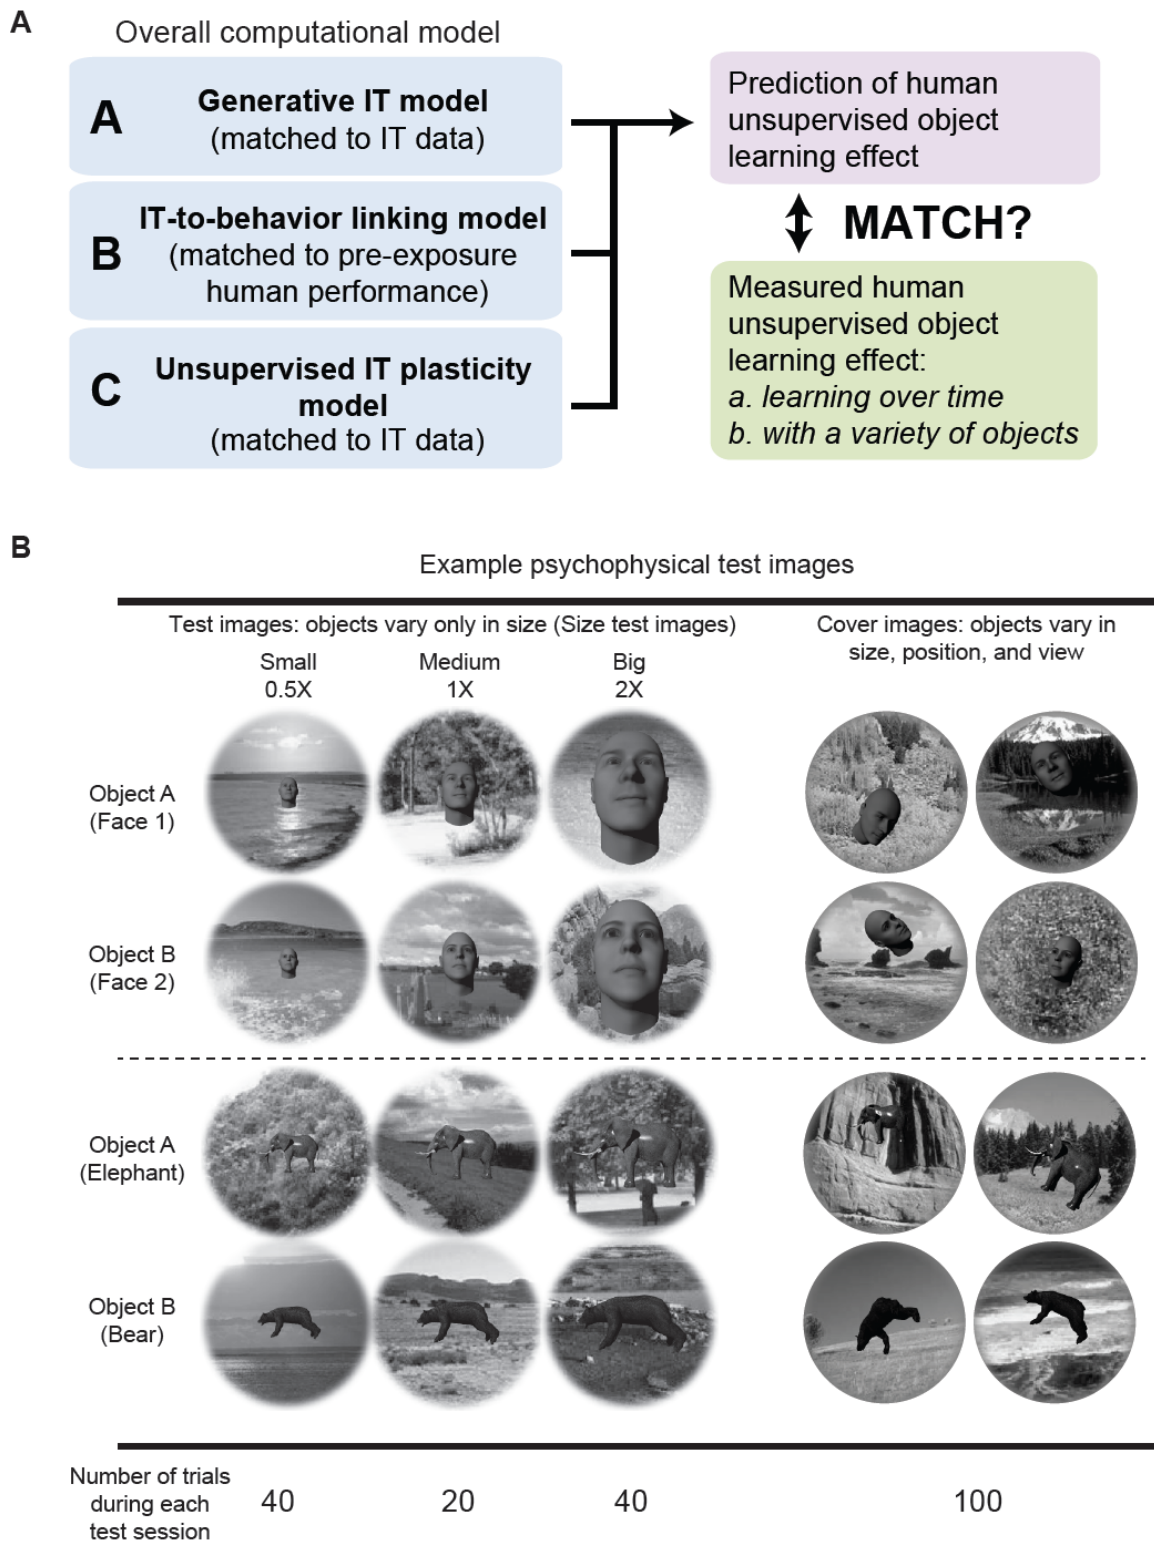 A
Overall computational model
A
Generative IT model
(matched to IT data)
B
IT-to-behavior linking model
(matched to pre-exposure
human performance)
C
Unsupervised IT plasticity
model
(matched to IT data)
Prediction of human
unsupervised object
learning effect
MATCH?
Measured human
unsupervised object
learning effect:
a. learning over time
b. with a variety of objects
B
Example psychophysical test images
Test images: objects vary only in size (Size test images)
Small
0.5X
Medium
1X
Big
2X
Cover images: objects vary in
size, position, and view
Object A
(Face 1)
Object B
(Face 2)
Object A
(Elephant)
Object B
(Bear)
Number of trials
during each
test session
40
20
40
100